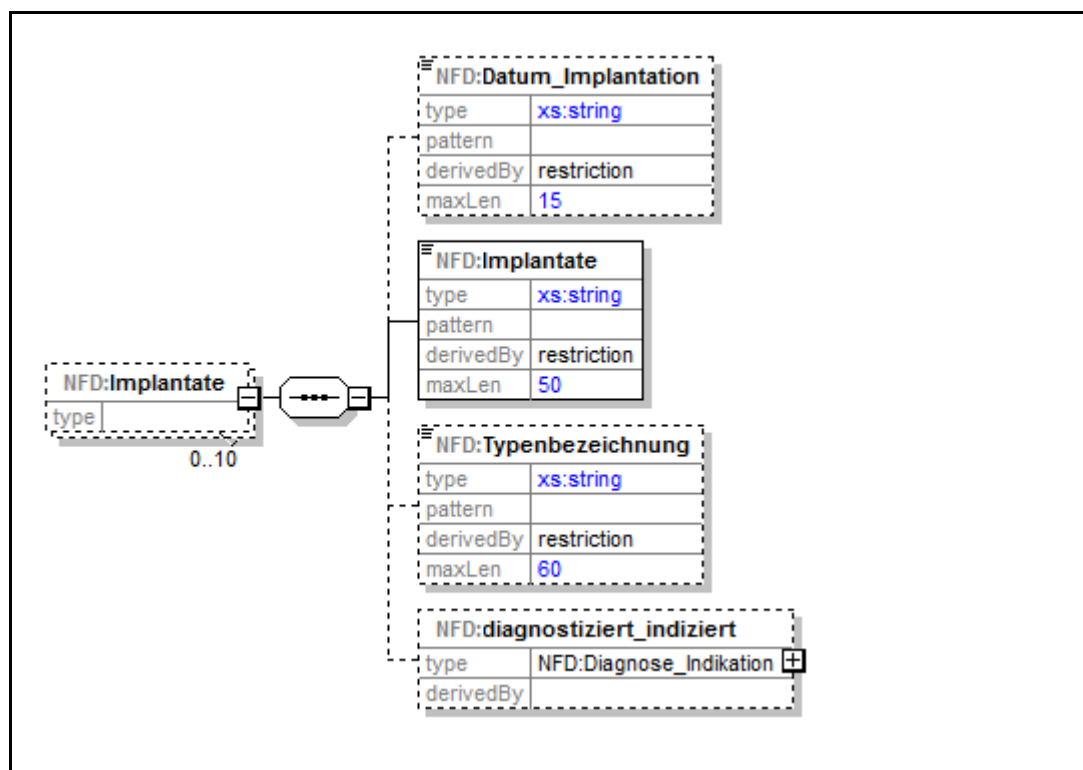 NFD:Datum_Implantation
type xs:string
pattern
derivedBy restriction
maxLen 15
NFD:Implantate
type xs:string
pattern
derivedBy restriction
maxLen 50
NFD:Implantate
type
0..10
NFD:Typenbezeichnung
type xs:string
pattern
derivedBy restriction
maxLen 60
NFD:diagnostiziert_indiziert
type NFD:Diagnose_Indikation
derivedBy